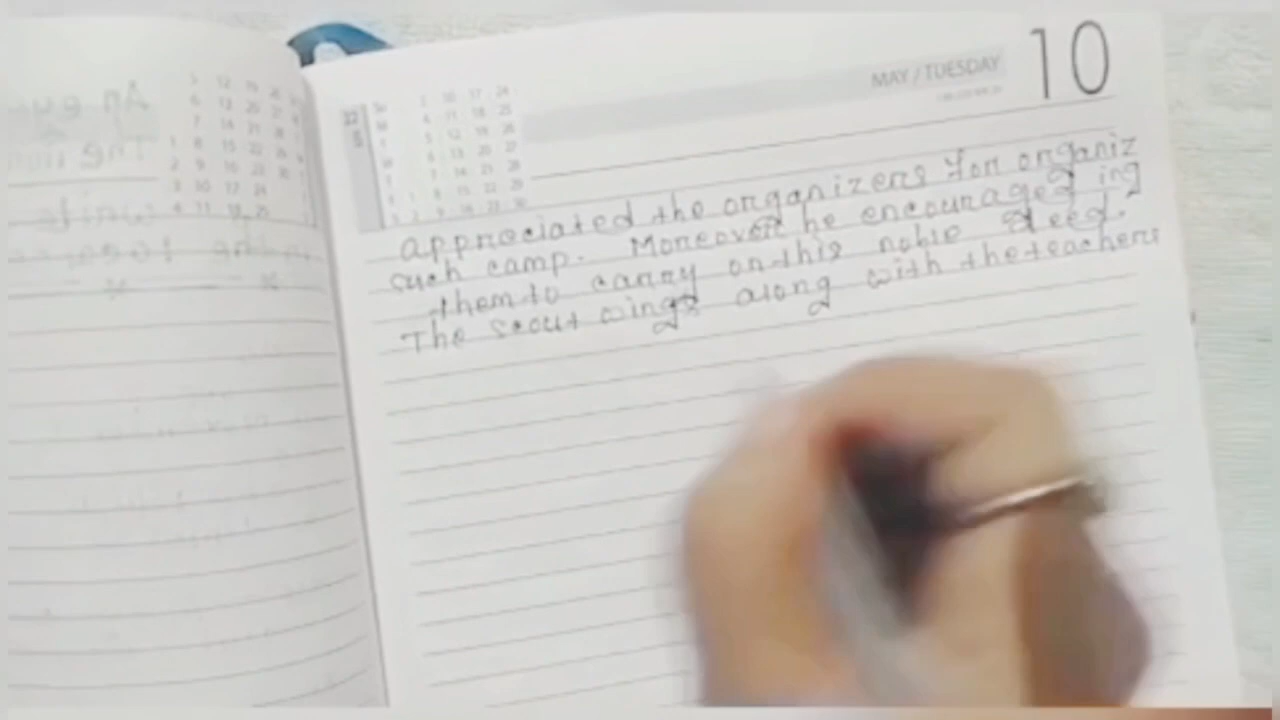 MAY / TUESDAY
10
appreciated the organizers for organiz
such camp. Moreover he encouraged ing
them to carry on this noble deed.
The scout wings along with the teachers